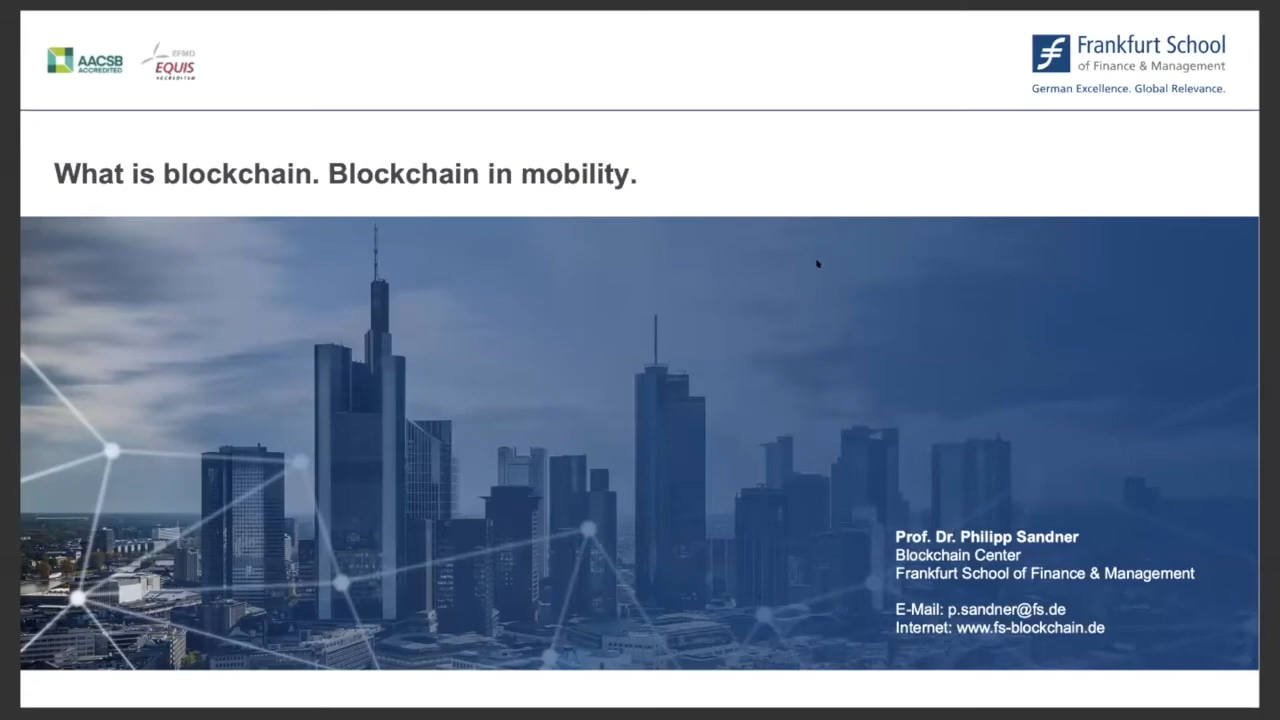 AACSB
ACCREDITED
EFMD
EQUIS
ACCREDITED
Frankfurt School
of Finance & Management
German Excellence. Global Relevance.
What is blockchain. Blockchain in mobility.
Prof. Dr. Philipp Sandner
Blockchain Center
Frankfurt School of Finance & Management
E-Mail: p.sandner@fs.de
Internet: www.fs-blockchain.de